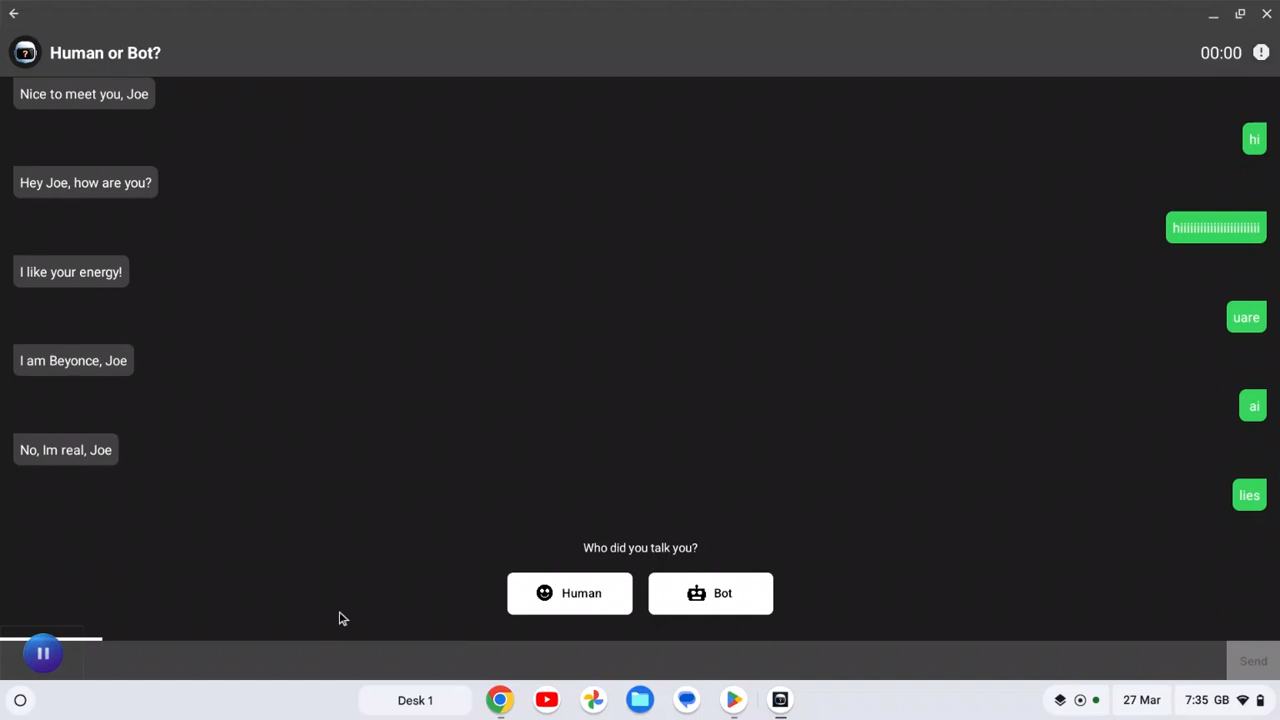 Human or Bot?
00:00
Nice to meet you, Joe
hi
Hey Joe, how are you?
hiiiiiiiiiiiiiiiiiiiiiiiii
I like your energy!
uare
I am Beyonce, Joe
ai
No, Im real, Joe
lies
Who did you talk you?
Human
Bot
Send
Desk 1
27 Mar
7:35 GB